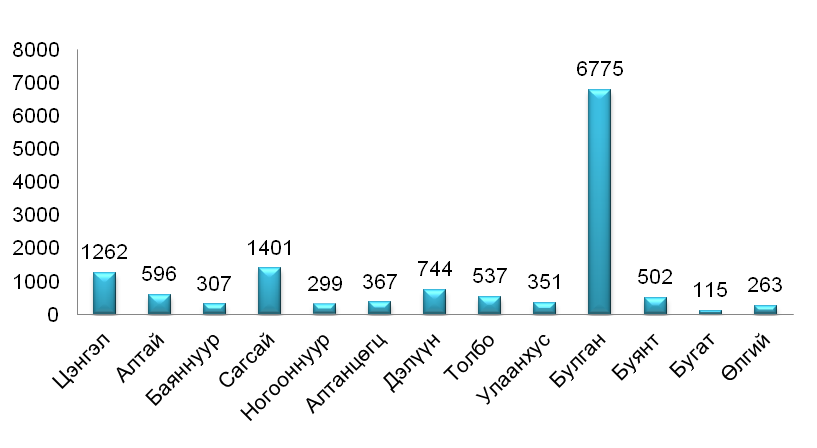 8000
7000
6000
5000
4000
3000
2000
1000
0
1262
596
307
1401
299
367
744
537
351
6775
502
115
263
Цэнгэл
Алтай
Баяннуур
Сагсай
Ногооннуур
Алтанцөгц
Дэлүүн
Толбо
Улаанхус
Булган
Буянт
Бугат
Өлгий